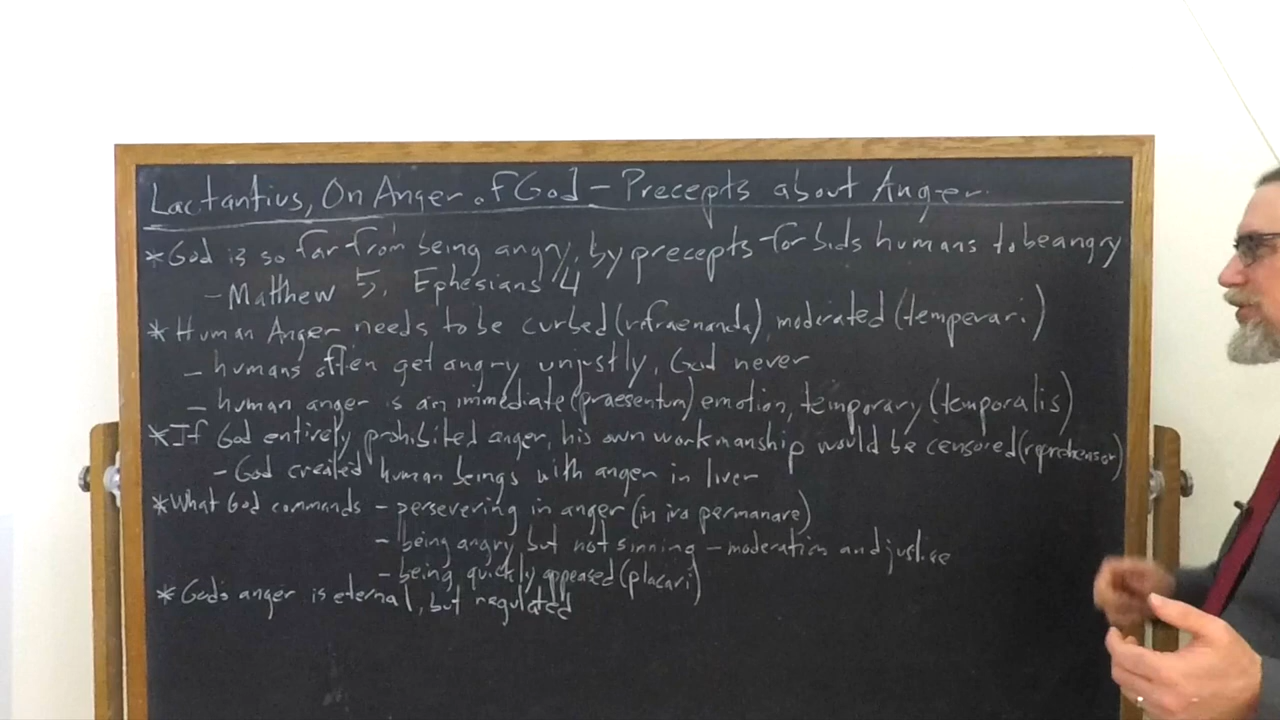 Lactantius, On Anger of God - Precepts about Anger
* God is so far from being angry, by precepts forbids humans to be angry
- Matthew 5, Ephesians 4
* Human Anger needs to be curbed (refraenanda), moderated (temperari)
- humans often get angry unjustly, God never
- human anger is an immediate (praesentum) emotion, temporary (temporalis)
* If God entirely prohibited anger, his own workmanship would be censored (reprehensor)
- God created human beings with anger in liver
* What God commands - persevering in anger (in ira permanare)
- being angry, but not sinning - moderation and justice
- being quickly appeased (placari)
* God's anger is eternal, but regulated